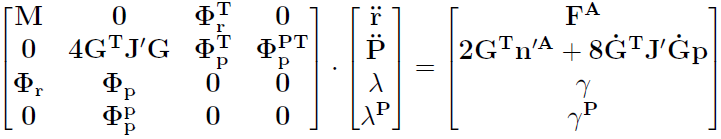 [M 0 Φ_r^T 0; 0 4G^T J′G Φ_p^T Φ_p^{PT}; Φ_r Φ_p 0 0; 0 Φ_p^p 0 0] · [r̈; P̈; λ; λ^P] = [F^A; 2G^T n′^A + 8Ġ^T J′Ġp; γ; γ^P]